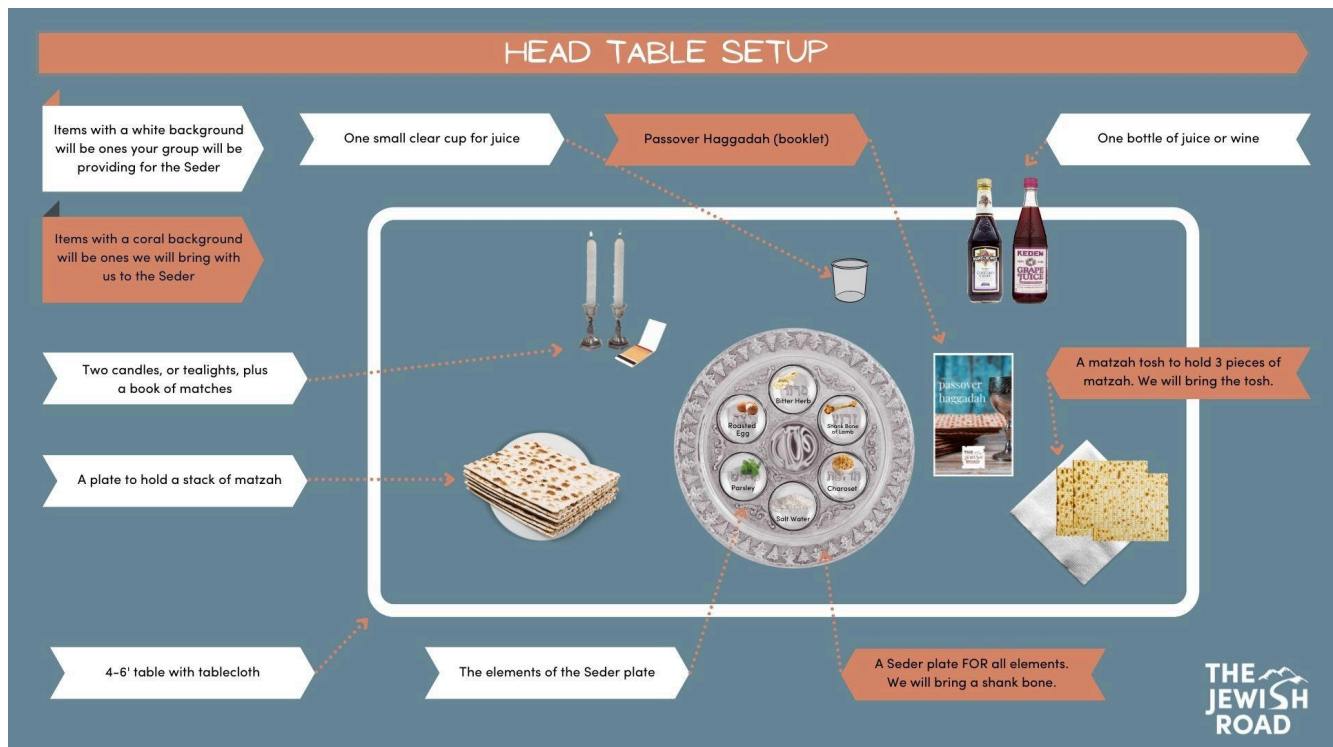 HEAD TABLE SETUP
Items with a white background
will be ones your group will be
providing for the Seder
One small clear cup for juice
Passover Haggadah (booklet)
One bottle of juice or wine
Items with a coral background
will be ones we will bring with
us to the Seder
KEDEN
GRAPE
JUICE
Two candles, or tealights, plus
a book of matches
passover
haggadah
THE
JEWISH
ROAD
A matzah tosh to hold 3 pieces of
matzah. We will bring the tosh.
Bitter Herb
Roasted
Egg
Shank Bone
of Lamb
Parsley
Charoset
Salt Water
A plate to hold a stack of matzah
4-6' table with tablecloth
The elements of the Seder plate
A Seder plate FOR all elements.
We will bring a shank bone.
THE
JEWISH
ROAD